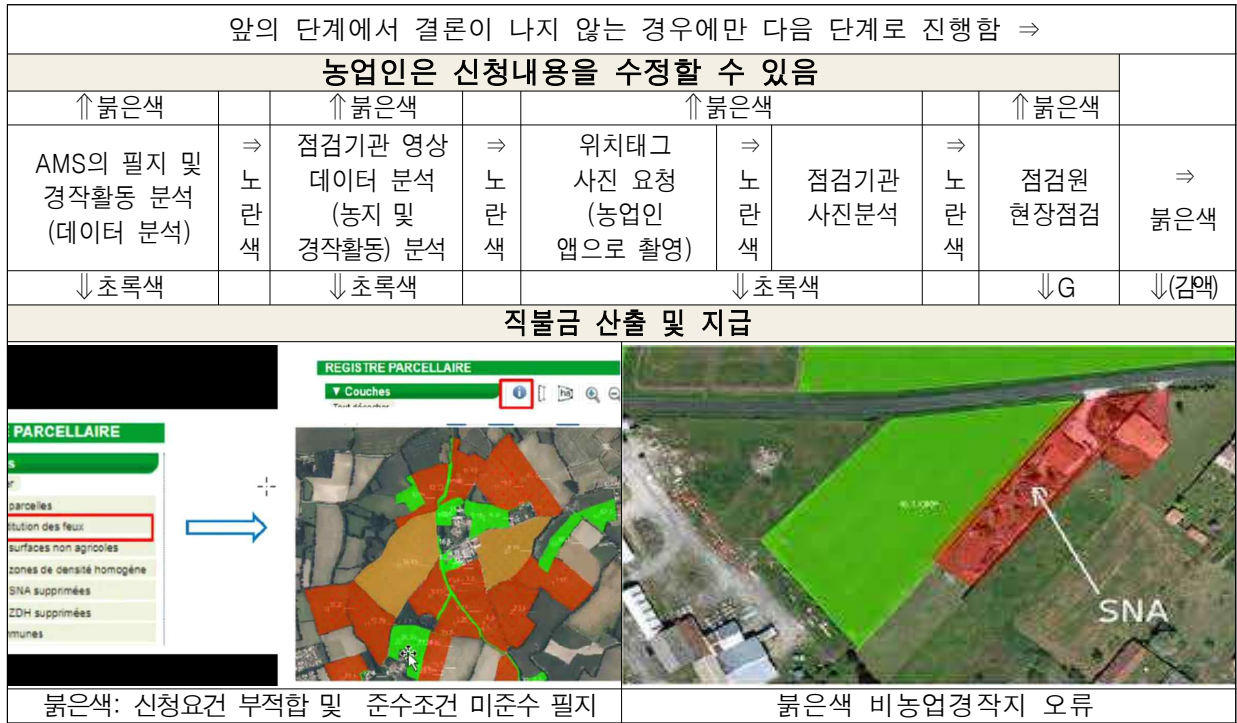 앞의 단계에서 결론이 나지 않는 경우에만 다음 단계로 진행함 ⇒
농업인은 신청내용을 수정할 수 있음
⇑붉은색 ⇑붉은색 ⇑붉은색 ⇑붉은색
AMS의 필지 및
경작활동 분석
(데이터 분석)
⇒
노
란
색
점검기관 영상
데이터 분석
(농지 및
경작활동) 분석
⇒
노
란
색
위치태그
사진 요청
(농업인
앱으로 촬영)
⇒
노
란
색
점검기관
사진분석
⇒
노
란
색
점검원
현장점검
⇒
붉은색
⇓초록색 ⇓초록색 ⇓초록색 ⇓G ⇓(감액)
직불금 산출 및 지급
REGISTRE PARCELLAIRE
▼ Couches
PARCELLAIRE
parcelles
titution des feux
surfaces non agricoles
zones de densité homogène
SNA supprimées
ZDH supprimées
munes
SNA
붉은색: 신청요건 부적합 및 준수조건 미준수 필지
붉은색 비농업경작지 오류